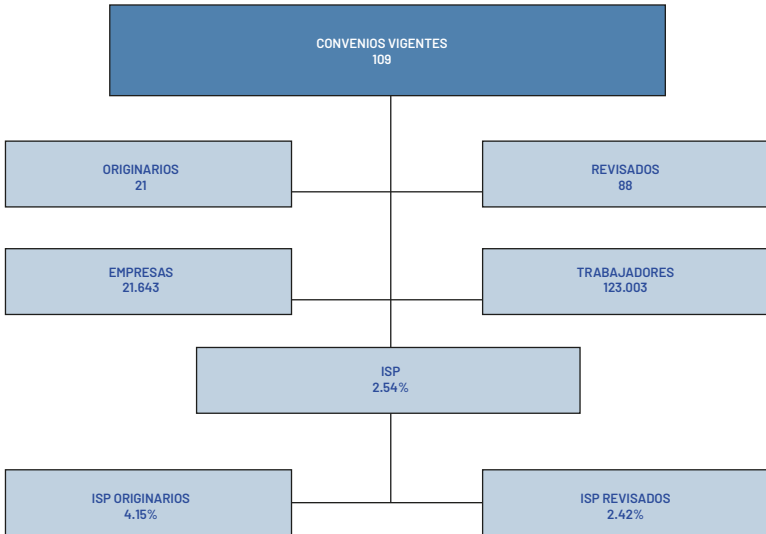 CONVENIOS VIGENTES
109
ORIGINARIOS
21
REVISADOS
88
EMPRESAS
21.643
TRABAJADORES
123.003
ISP
2.54%
ISP ORIGINARIOS
4.15%
ISP REVISADOS
2.42%